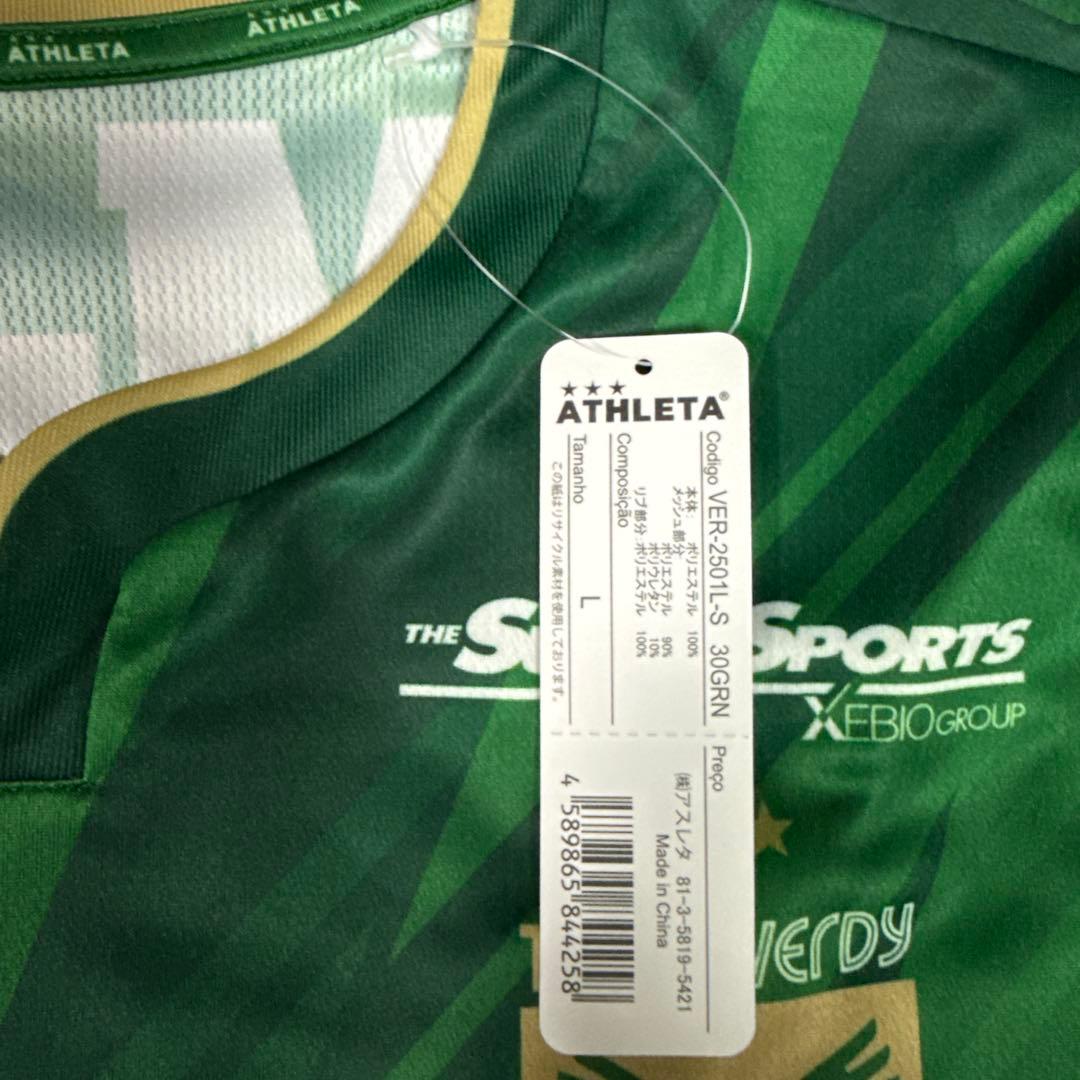 ATHLETA
ATHLETA
ATHLETA®
Codigo VER-2501L-S 30GRN
本体: ポリエステル 100%
メッシュ部分
ポリエステル 90%
ポリウレタン 10%
リブ部分:ポリエステル 100%
Composição
Tamanho L
この紙はリサイクル素材を使用しております。
Preço
㈱アスレタ 81-3-5819-5421
Made in China
4 589865 844258
THE
SPORTS
XEBIO GROUP
VERDY